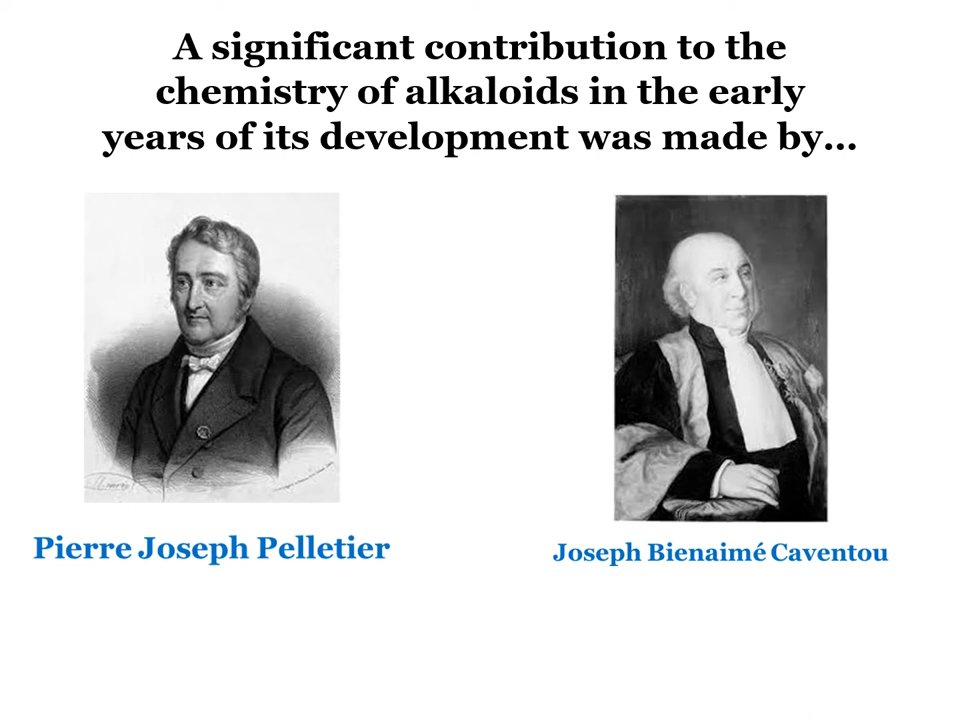 A significant contribution to the
chemistry of alkaloids in the early
years of its development was made by...
Pierre Joseph Pelletier
Joseph Bienaimé Caventou